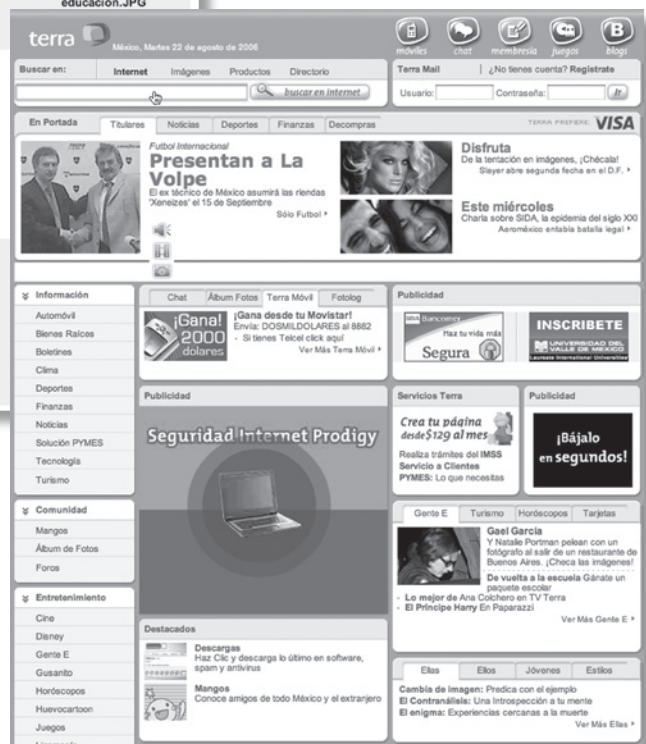 educación.JPG
terra
México, Martes 22 de agosto de 2006
móviles chat membresía juegos blogs
Buscar en: Internet Imágenes Productos Directorio
buscar en internet
Terra Mail | ¿No tienes cuenta? Regístrate
Usuario: Contraseña: Ir
En Portada Titulares Noticias Deportes Finanzas Decompras
TERRA PREFIERE VISA
Futbol Internacional
Presentan a La
Volpe
El ex técnico de México asumirá las riendas
'Xeneizes' el 15 de Septiembre
Sólo Futbol
Disfruta
De la tentación en imágenes, ¡Chécala!
Slayer abre segunda fecha en el D.F.
Este miércoles
Charla sobre SIDA, la epidemia del siglo XXI
Aeroméxico entabla batalla legal
Información
Automóvil
Bienes Raíces
Boletines
Clima
Deportes
Finanzas
Noticias
Solución PYMES
Tecnología
Turismo
Comunidad
Mangos
Álbum de Fotos
Foros
Entretenimiento
Cine
Disney
Gente E
Gusanito
Horóscopos
Huevocartoon
Juegos
Chat Álbum Fotos Terra Móvil Fotolog
¡Gana!
2000
dolares
¡Gana desde tu Movistar!
Envía: DOSMILDOLARES al 8882
- Si tienes Telcel click aquí
Ver Más Terra Móvil
Publicidad
Seguridad Internet Prodigy
Destacados
Descargas
Haz Clic y descarga lo último en software,
spam y antivirus
Mangos
Conoce amigos de todo México y el extranjero
Publicidad
BBVA Bancomer
Haz tu vida más
Segura
INSCRIBETE
UNIVERSIDAD DEL
VALLE DE MÉXICO
Laureate International Universities
Servicios Terra
Crea tu página
desde $129 al mes
Realiza trámites del IMSS
Servicio a Clientes
PYMES: Lo que necesitas
Publicidad
¡Bájalo
en segundos!
Gente E Turismo Horóscopos Tarjetas
Gael García
Y Natalie Portman pelean con un
fotógrafo al salir de un restaurante de
Buenos Aires. ¡Checa las imágenes!
De vuelta a la escuela Gánate un
paquete escolar
- Lo mejor de Ana Colchero en TV Terra
- El Príncipe Harry En Paparazzi
Ver Más Gente E
Ellas Ellos Jóvenes Estilos
Cambia de imagen: Predica con el ejemplo
El Contranálisis: Una Introspección a tu mente
El enigma: Experiencias cercanas a la muerte
Ver Más Ellas